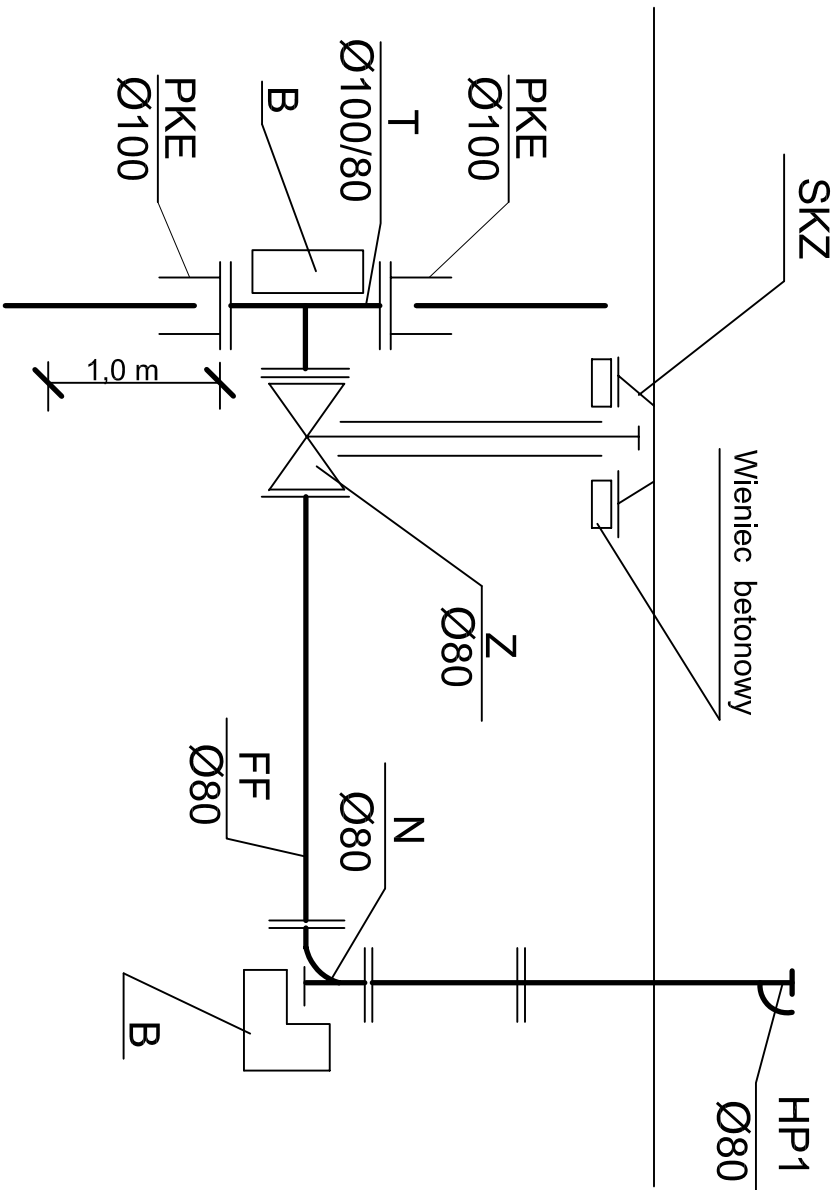 SKZ
PKE
Ø100
T
Ø100/80
B
PKE
Ø100
1,0 m
Wieniec betonowy
Z
Ø80
FF
Ø80
N
Ø80
B
HP1
Ø80